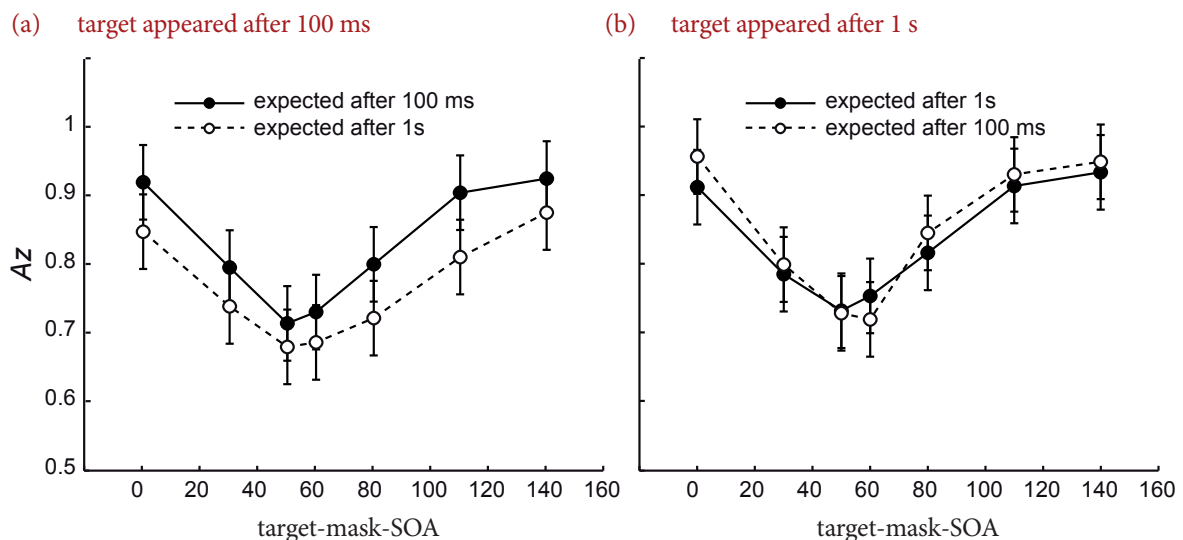 (a) target appeared after 100 ms
expected after 100 ms
expected after 1s
Az
1
0.9
0.8
0.7
0.6
0.5
0 20 40 60 80 100 120 140 160
target-mask-SOA
(b) target appeared after 1 s
expected after 1s
expected after 100 ms
0 20 40 60 80 100 120 140 160
target-mask-SOA